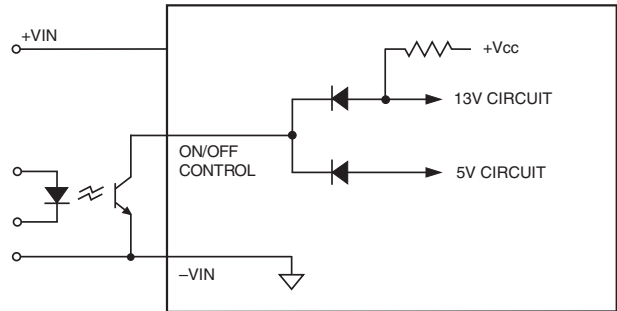 +VIN
+Vcc
13V CIRCUIT
ON/OFF
CONTROL
5V CIRCUIT
–VIN